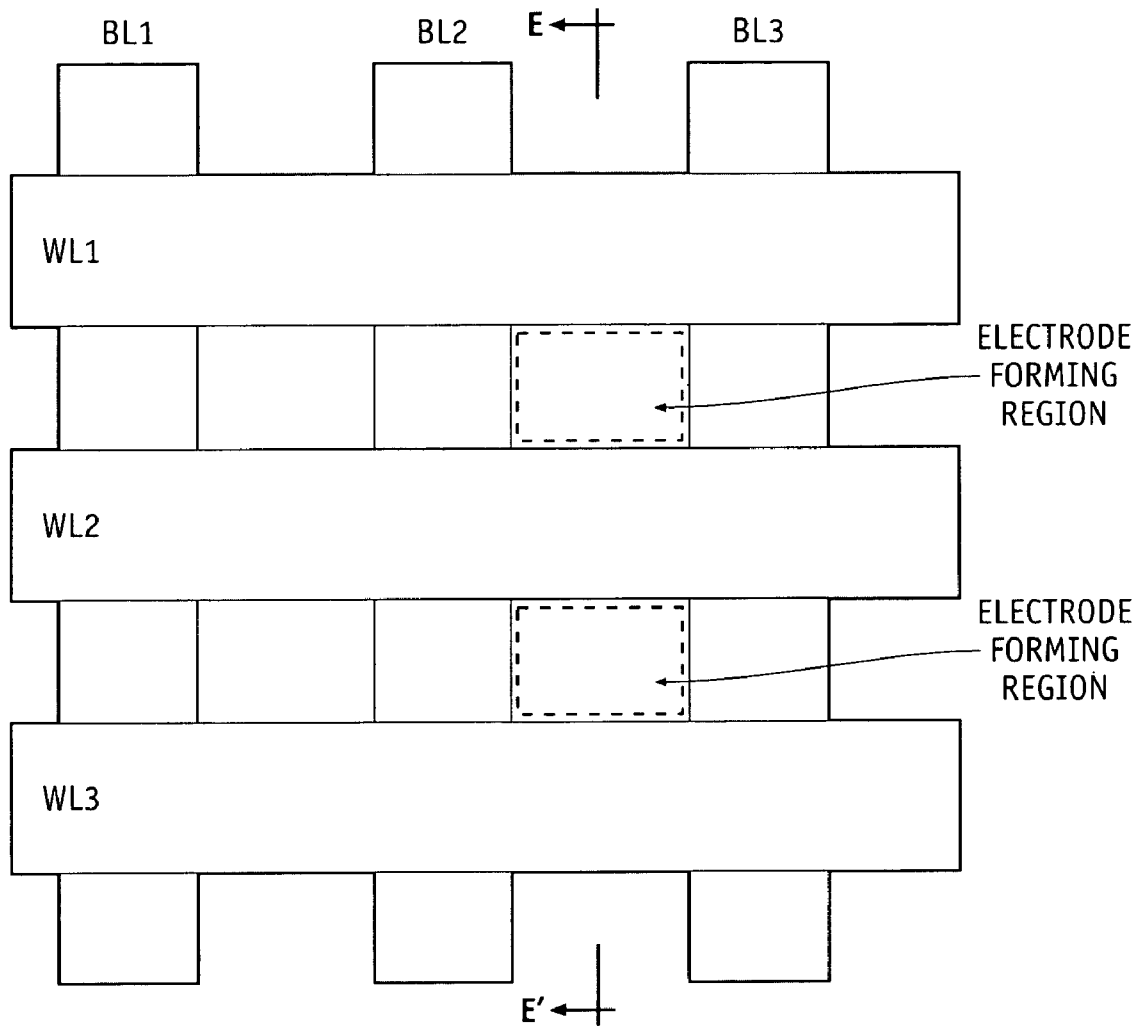 BL1
BL2
E
BL3
WL1
ELECTRODE
FORMING
REGION
WL2
ELECTRODE
FORMING
REGION
WL3
E'